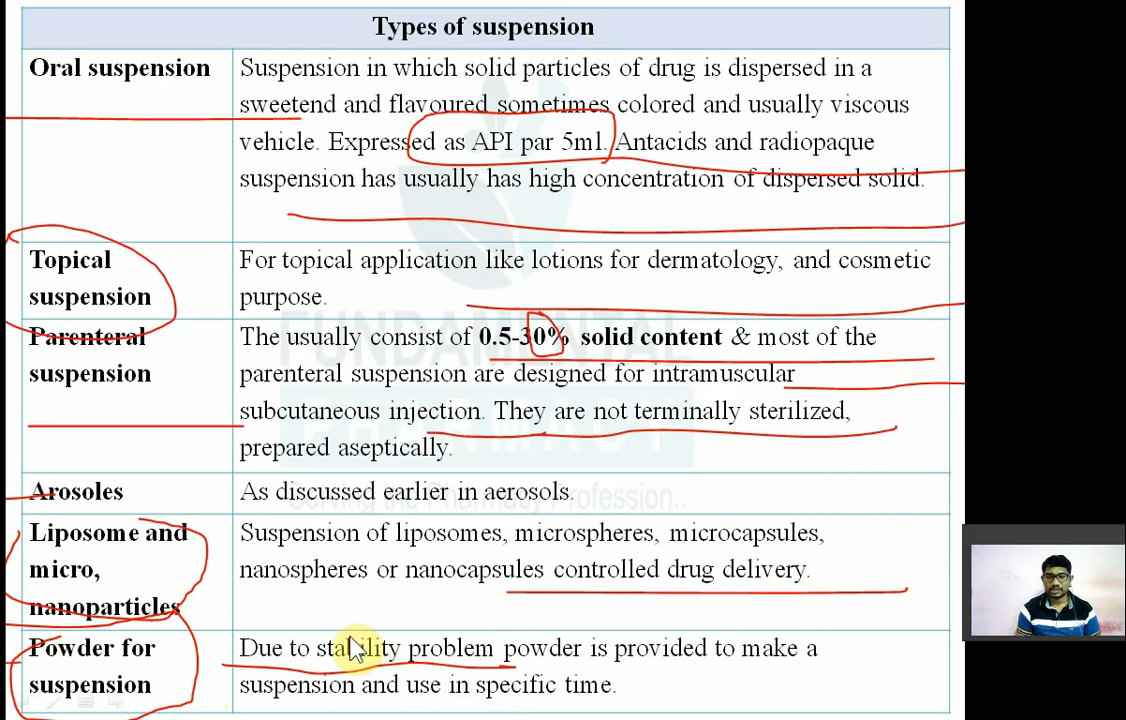 Types of suspension
Oral suspension
Suspension in which solid particles of drug is dispersed in a
sweetend and flavoured sometimes colored and usually viscous
vehicle. Expressed as API par 5ml. Antacids and radiopaque
suspension has usually has high concentration of dispersed solid.
Topical
suspension
For topical application like lotions for dermatology, and cosmetic
purpose.
Parenteral
suspension
The usually consist of 0.5-30% solid content & most of the
parenteral suspension are designed for intramuscular
subcutaneous injection. They are not terminally sterilized,
prepared aseptically.
Arosoles
As discussed earlier in aerosols.
Liposome and
micro,
nanoparticles
Suspension of liposomes, microspheres, microcapsules,
nanospheres or nanocapsules controlled drug delivery.
Powder for
suspension
Due to stability problem powder is provided to make a
suspension and use in specific time.
FUNDAMENTAL
PHARMACY
Serving the Pharmacy Profession..